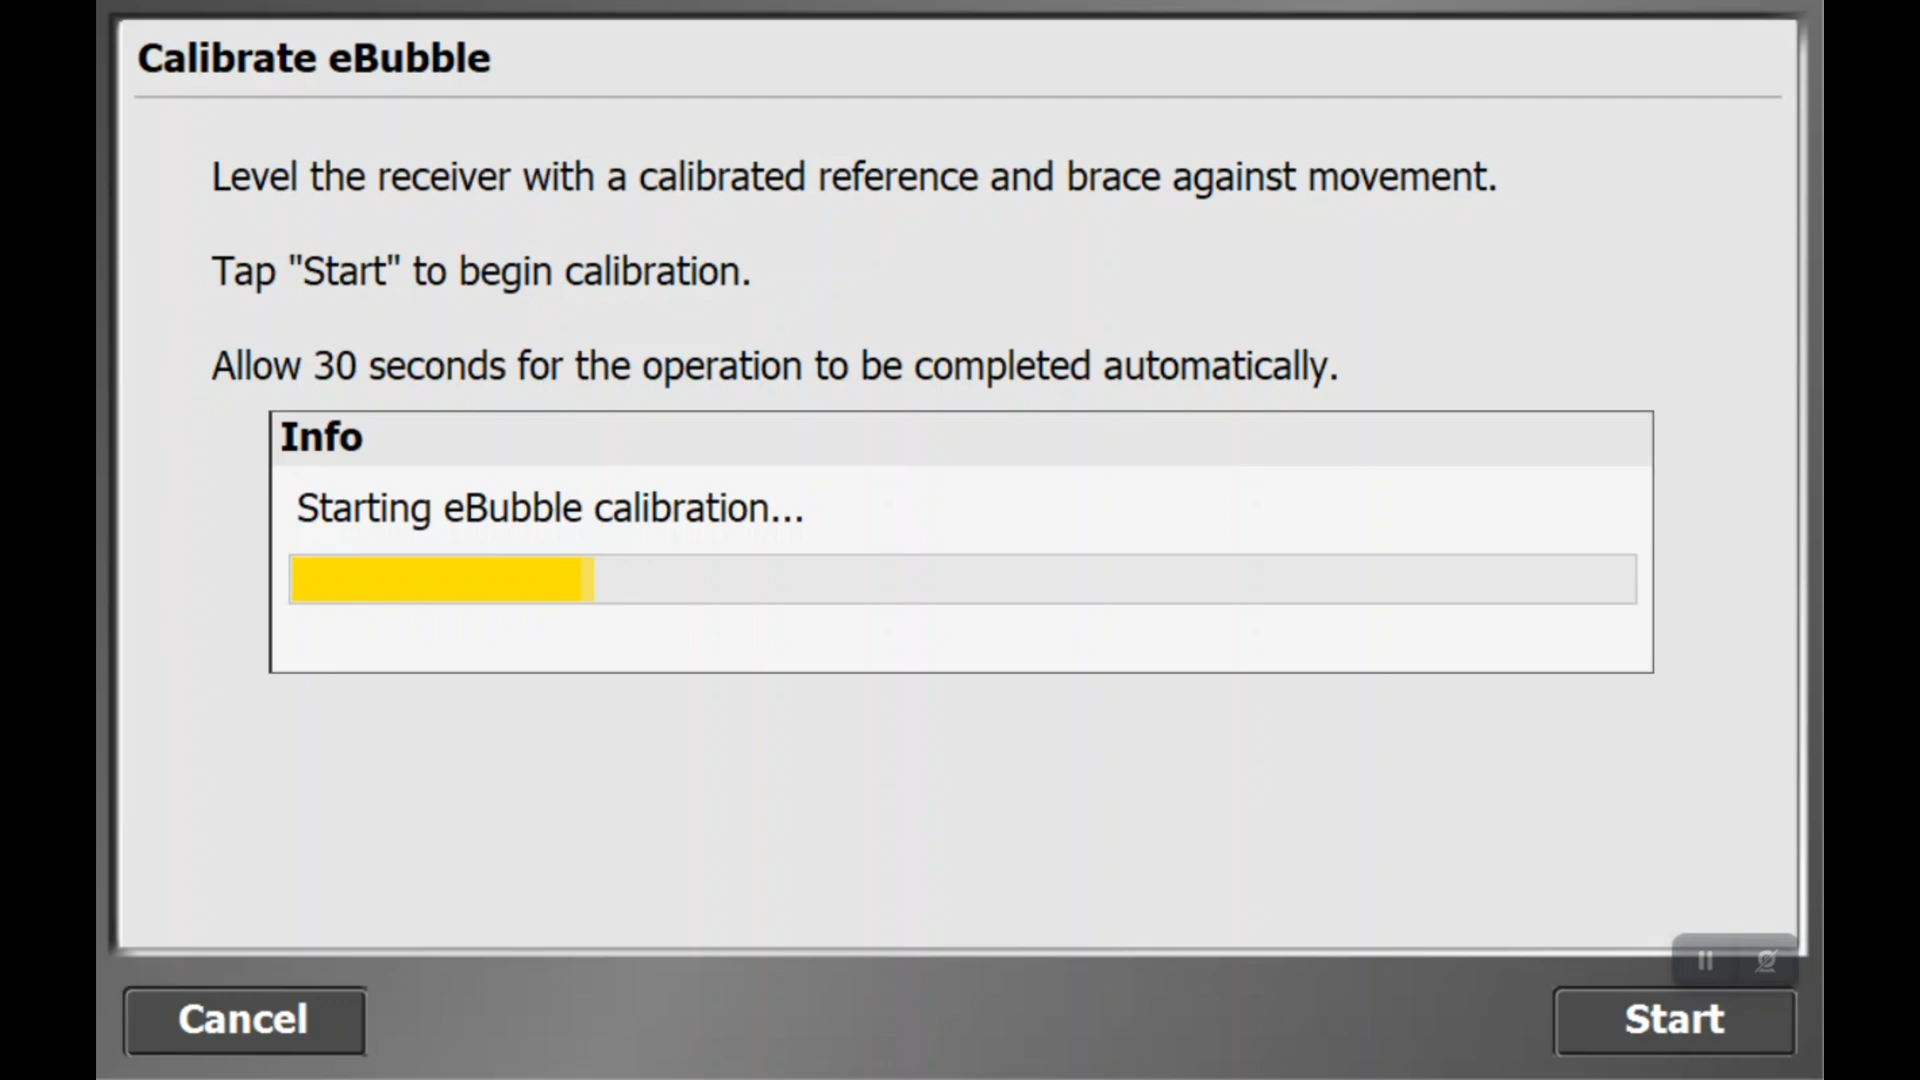 Calibrate eBubble
Level the receiver with a calibrated reference and brace against movement.
Tap "Start" to begin calibration.
Allow 30 seconds for the operation to be completed automatically.
Info
Starting eBubble calibration...
Cancel
Start